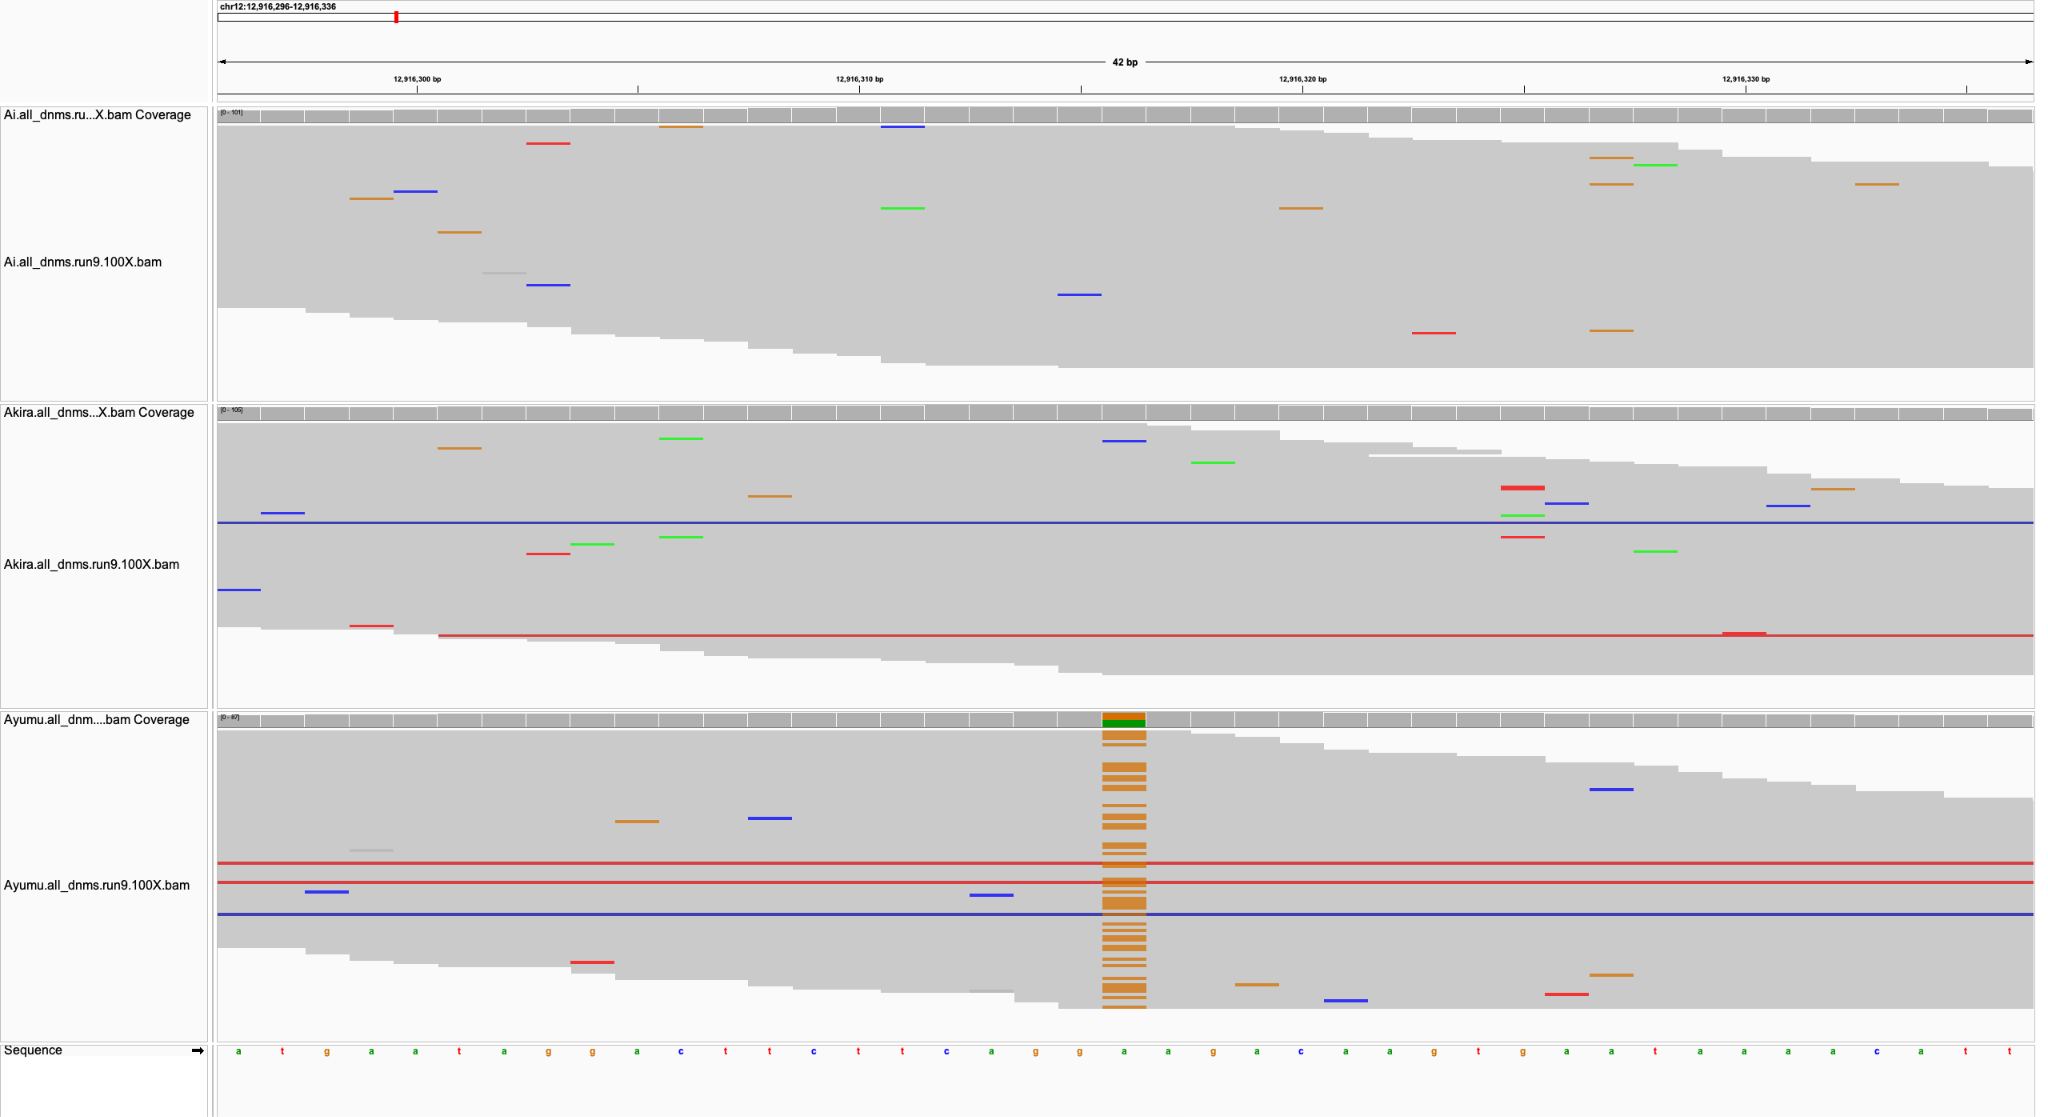 chr12:12,916,296-12,916,336
42 bp
12,916,300 bp 12,916,310 bp 12,916,320 bp 12,916,330 bp
Ai.all_dnms.ru...X.bam Coverage
[0 - 101]
Ai.all_dnms.run9.100X.bam
Akira.all_dnms...X.bam Coverage
[0 - 105]
Akira.all_dnms.run9.100X.bam
Ayumu.all_dnm....bam Coverage
[0 - 87]
Ayumu.all_dnms.run9.100X.bam
Sequence
a t g a a t a g g a c t t c t t c a g g a a g a c a a g t g a a t a a a a c a t t